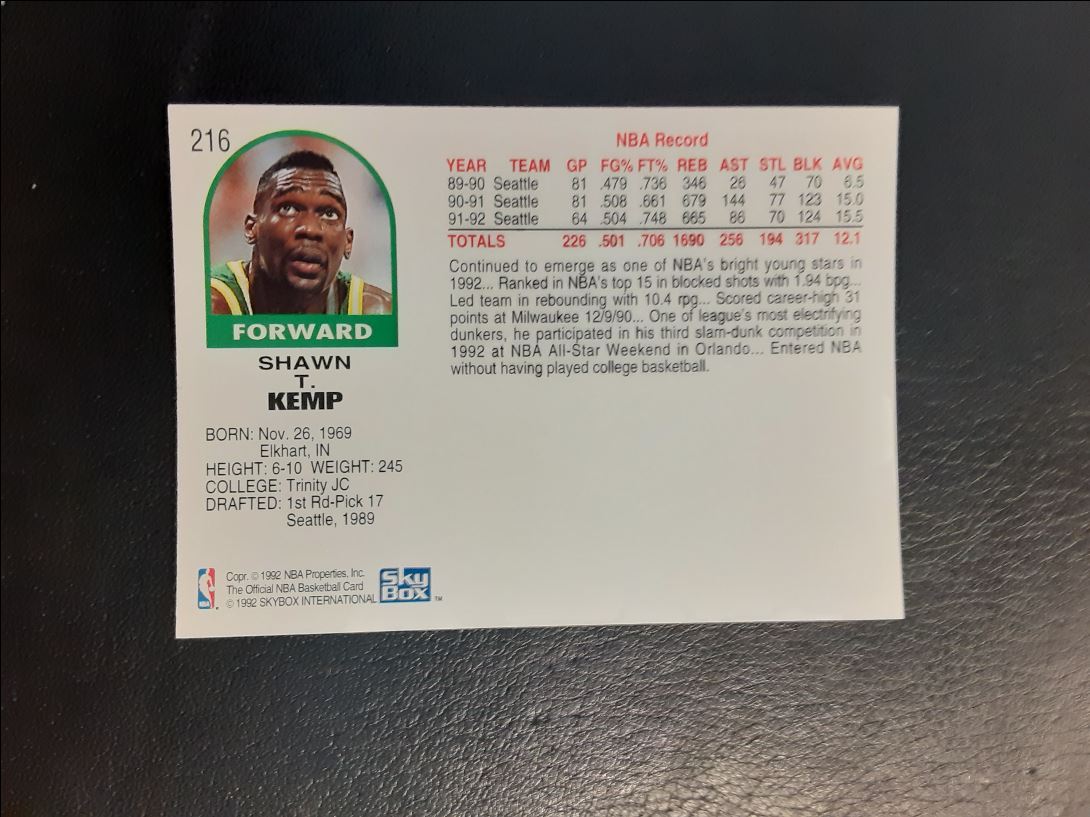 216
FORWARD
SHAWN
T.
KEMP
BORN: Nov. 26, 1969
Elkhart, IN
HEIGHT: 6-10 WEIGHT: 245
COLLEGE: Trinity JC
DRAFTED: 1st Rd-Pick 17
Seattle, 1989
NBA Record
YEAR TEAM GP FG% FT% REB AST STL BLK AVG
89-90 Seattle 81 .479 .736 346 26 47 70 6.5
90-91 Seattle 81 .508 .661 679 144 77 123 15.0
91-92 Seattle 64 .504 .748 665 86 70 124 15.5
TOTALS 226 .501 .706 1690 256 194 317 12.1
Continued to emerge as one of NBA's bright young stars in
1992... Ranked in NBA's top 15 in blocked shots with 1.94 bpg...
Led team in rebounding with 10.4 rpg... Scored career-high 31
points at Milwaukee 12/9/90... One of league's most electrifying
dunkers, he participated in his third slam-dunk competition in
1992 at NBA All-Star Weekend in Orlando... Entered NBA
without having played college basketball.
Copr. © 1992 NBA Properties, Inc.
The Official NBA Basketball Card
© 1992 SKYBOX INTERNATIONAL
Sky
Box
TM